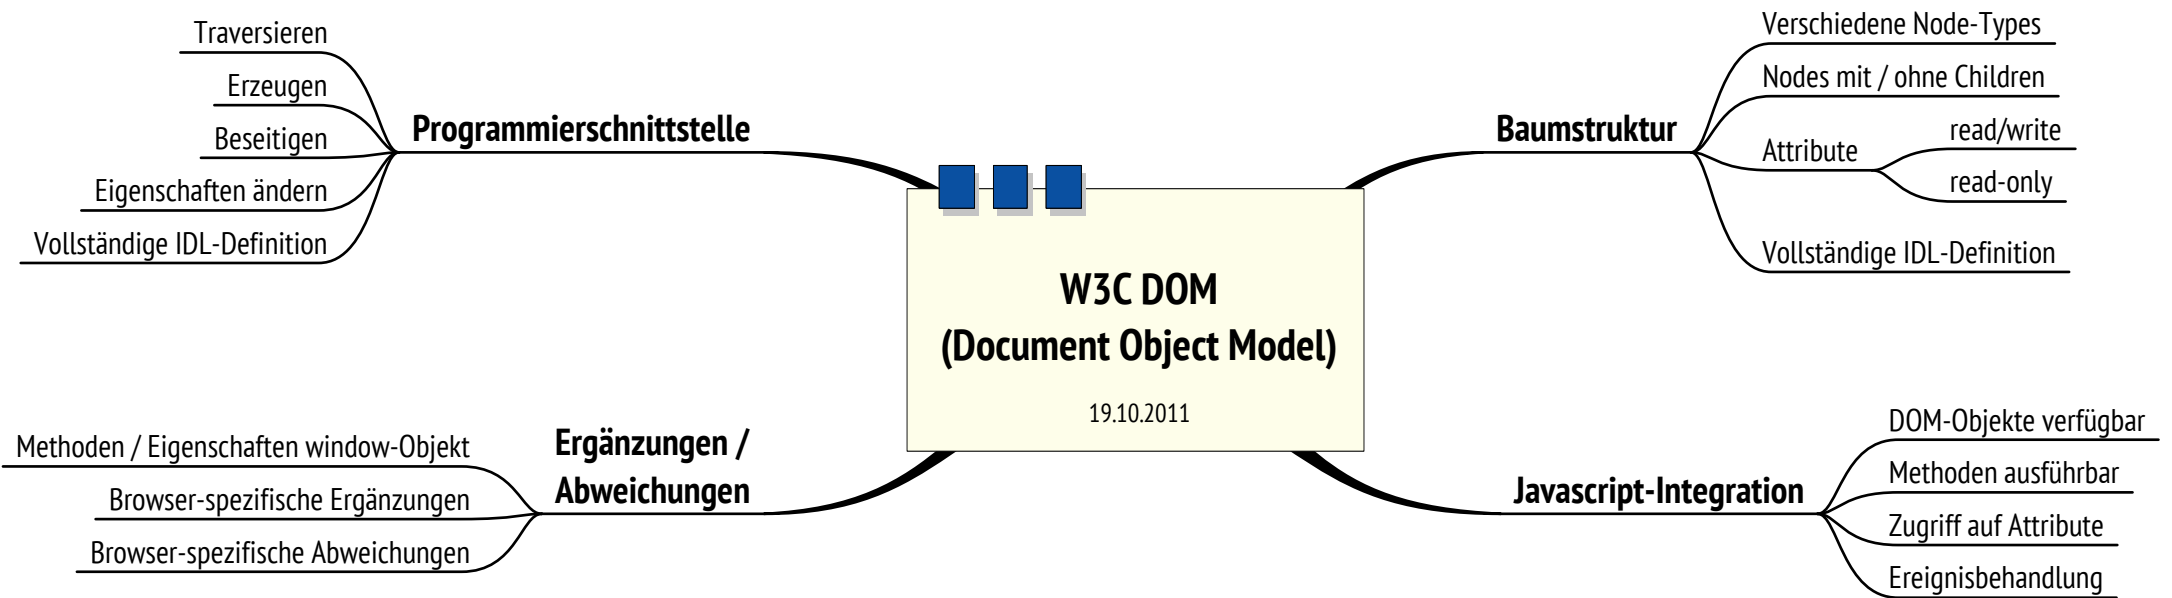 W3C DOM
(Document Object Model)
19.10.2011
Baumstruktur
Verschiedene Node-Types
Nodes mit / ohne Children
Attribute
read/write
read-only
Vollständige IDL-Definition
Javascript-Integration
DOM-Objekte verfügbar
Methoden ausführbar
Zugriff auf Attribute
Ereignisbehandlung
Programmierschnittstelle
Traversieren
Erzeugen
Beseitigen
Eigenschaften ändern
Vollständige IDL-Definition
Ergänzungen /
Abweichungen
Methoden / Eigenschaften window-Objekt
Browser-spezifische Ergänzungen
Browser-spezifische Abweichungen